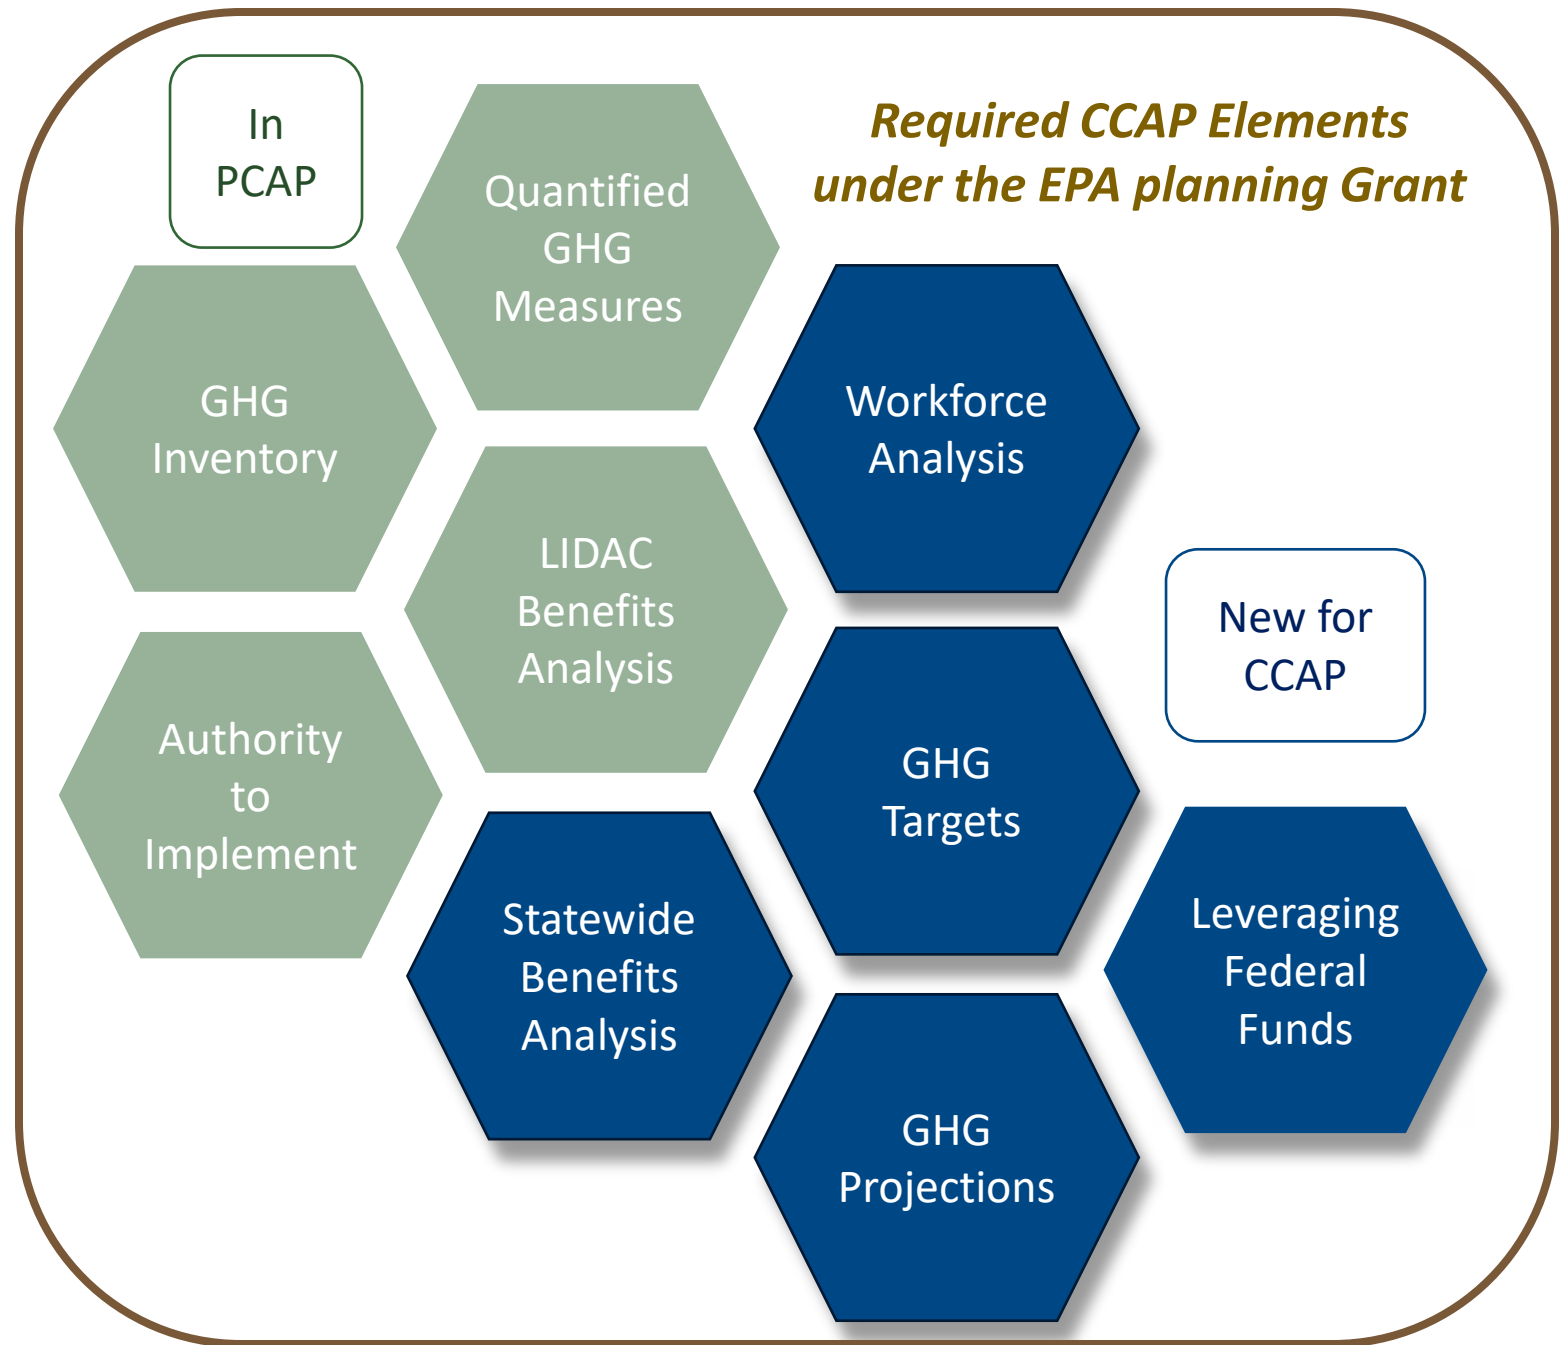 In
PCAP
Required CCAP Elements
under the EPA planning Grant
Quantified
GHG
Measures
GHG
Inventory
Workforce
Analysis
LIDAC
Benefits
Analysis
New for
CCAP
Authority
to
Implement
GHG
Targets
Statewide
Benefits
Analysis
Leveraging
Federal
Funds
GHG
Projections